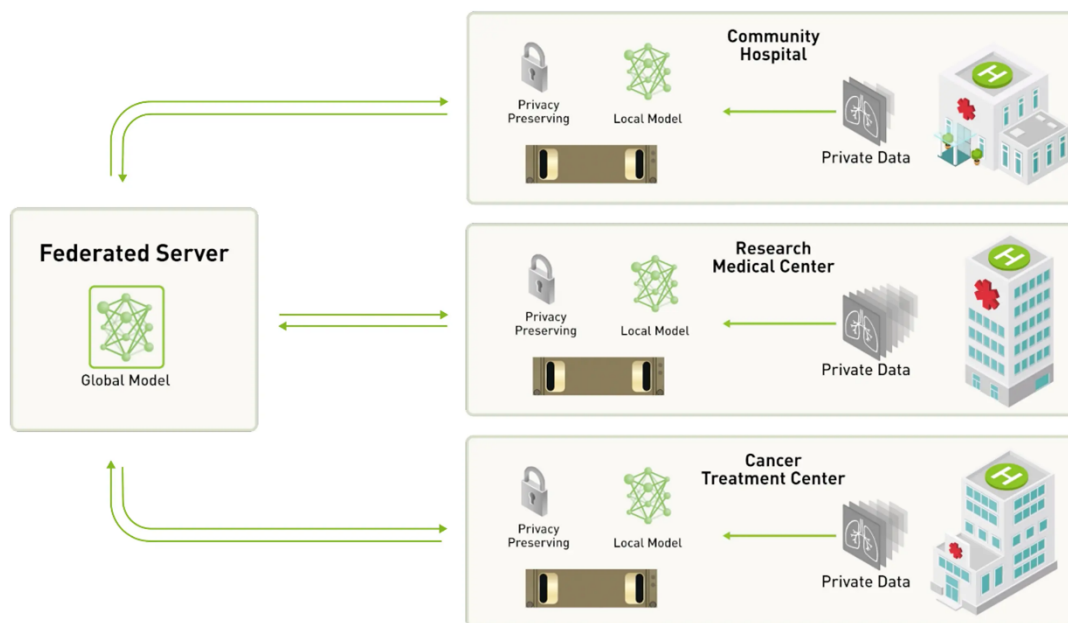 Community
Hospital
Privacy
Preserving
Local Model
Private Data
H
Federated Server
Global Model
Research
Medical Center
Privacy
Preserving
Local Model
Private Data
H
Cancer
Treatment Center
Privacy
Preserving
Local Model
Private Data
H